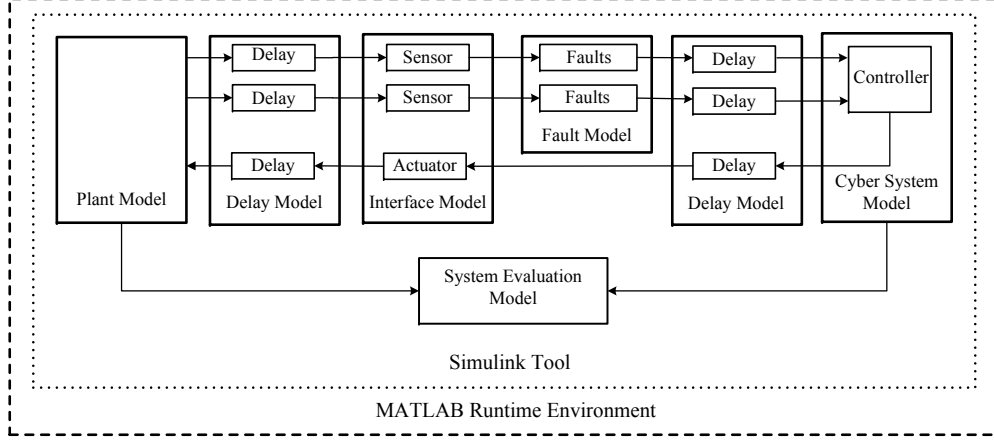 Delay
Sensor
Faults
Delay
Controller
Delay
Sensor
Faults
Delay
Fault Model
Delay
Actuator
Delay
Plant Model
Delay Model
Interface Model
Delay Model
Cyber System
Model
System Evaluation
Model
Simulink Tool
MATLAB Runtime Environment